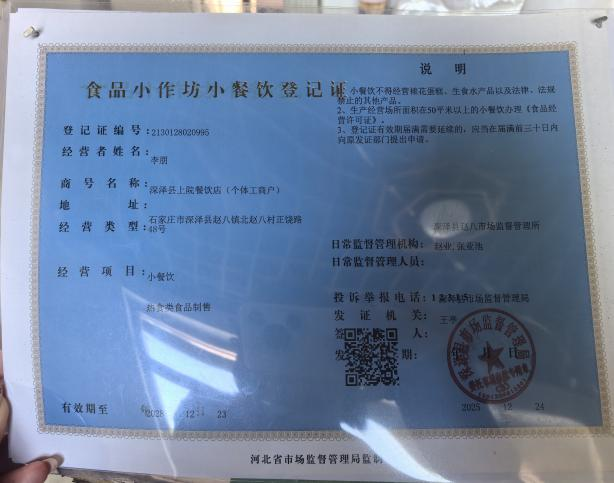 食品小作坊小餐饮登记证
登记证编号：2130128020995
经营者姓名：李朋
商号名称：深泽县上院餐饮店（个体工商户）
地址：
石家庄市深泽县赵八镇北赵八村正饶路
48号
经营类型：
小餐饮
经营项目：
热食类食品制售
有效期至 2028 12 23
说明
1、小餐饮不得经营裱花蛋糕、生食水产品以及法律、法规
禁止的其他产品。
2、生产经营场所面积在50平米以上的小餐饮办理《食品经
营许可证》。
3、登记证有效期届满需要延续的，应当在届满前三十日内
向原发证部门提出申请。
深泽县赵八市场监督管理所
日常监督管理机构：
赵业,张亚池
日常监督管理人员：
投诉举报电话：
市场监督管理局
发证机关：
王
人：
发 期：
年 月 日
2025 12 24
河北省市场监督管理局监制